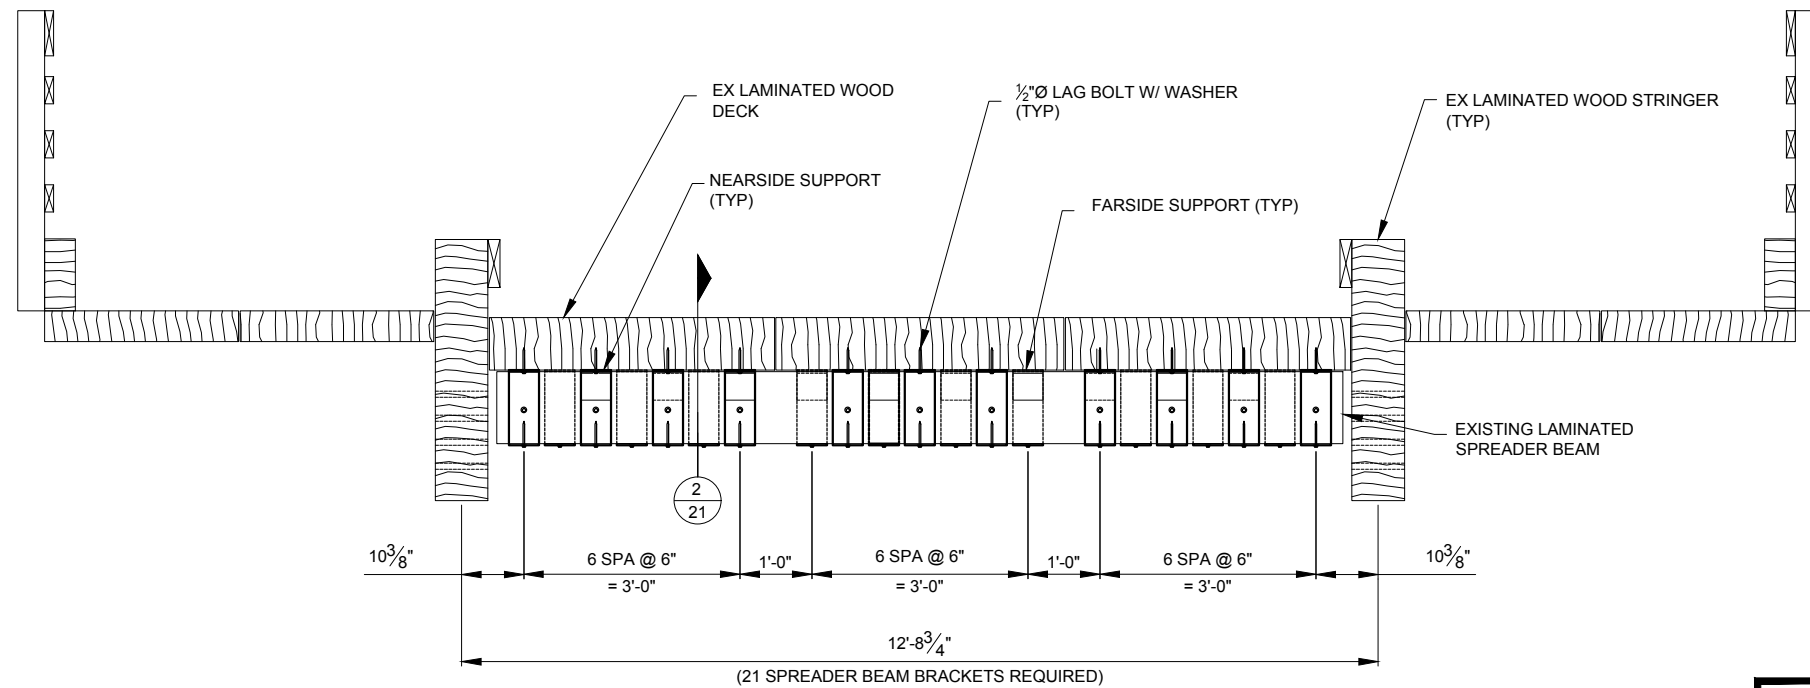 EX LAMINATED WOOD
DECK
½"Ø LAG BOLT W/ WASHER
(TYP)
EX LAMINATED WOOD STRINGER
(TYP)
NEARSIDE SUPPORT
(TYP)
FARSIDE SUPPORT (TYP)
EXISTING LAMINATED
SPREADER BEAM
2
21
10⅜"
6 SPA @ 6"
= 3'-0"
1'-0"
6 SPA @ 6"
= 3'-0"
1'-0"
6 SPA @ 6"
= 3'-0"
10⅜"
12'-8¾"
(21 SPREADER BEAM BRACKETS REQUIRED)